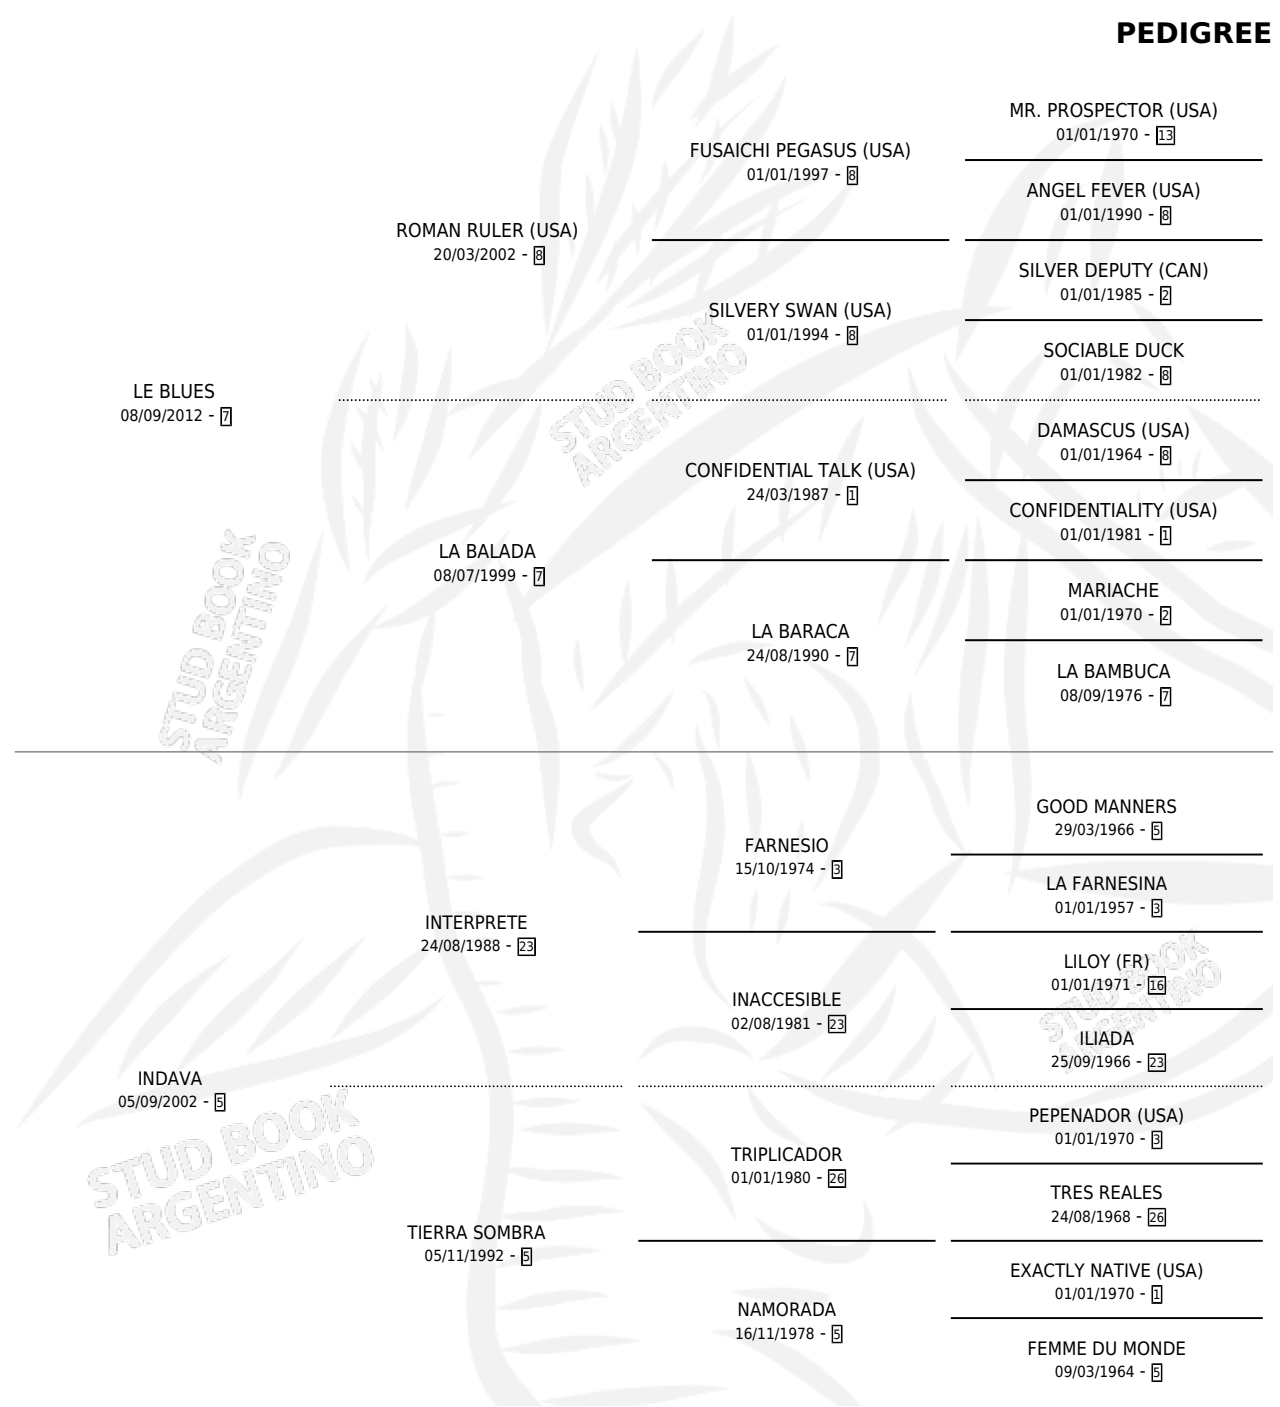 PEDIGREE
MR. PROSPECTOR (USA)
01/01/1970 - 13
FUSAICHI PEGASUS (USA)
01/01/1997 - 8
ANGEL FEVER (USA)
01/01/1990 - 8
ROMAN RULER (USA)
20/03/2002 - 8
SILVER DEPUTY (CAN)
01/01/1985 - 2
SILVERY SWAN (USA)
01/01/1994 - 8
SOCIABLE DUCK
01/01/1982 - 8
LE BLUES
08/09/2012 - 7
DAMASCUS (USA)
01/01/1964 - 8
CONFIDENTIAL TALK (USA)
24/03/1987 - 1
CONFIDENTIALITY (USA)
01/01/1981 - 1
LA BALADA
08/07/1999 - 7
MARIACHE
01/01/1970 - 2
LA BARACA
24/08/1990 - 7
LA BAMBUCA
08/09/1976 - 7
GOOD MANNERS
29/03/1966 - 5
FARNESIO
15/10/1974 - 3
LA FARNESINA
01/01/1957 - 3
INTERPRETE
24/08/1988 - 23
LILOY (FR)
01/01/1971 - 16
INACCESIBLE
02/08/1981 - 23
ILIADA
25/09/1966 - 23
INDAVA
05/09/2002 - 5
PEPENADOR (USA)
01/01/1970 - 3
TRIPLICADOR
01/01/1980 - 26
TRES REALES
24/08/1968 - 26
TIERRA SOMBRA
05/11/1992 - 5
EXACTLY NATIVE (USA)
01/01/1970 - 1
NAMORADA
16/11/1978 - 5
FEMME DU MONDE
09/03/1964 - 5
STUD BOOK
ARGENTINO
STUD BOOK
ARGENTINO
STUD BOOK
ARGENTINO
STUD BOOK
ARGENTINO